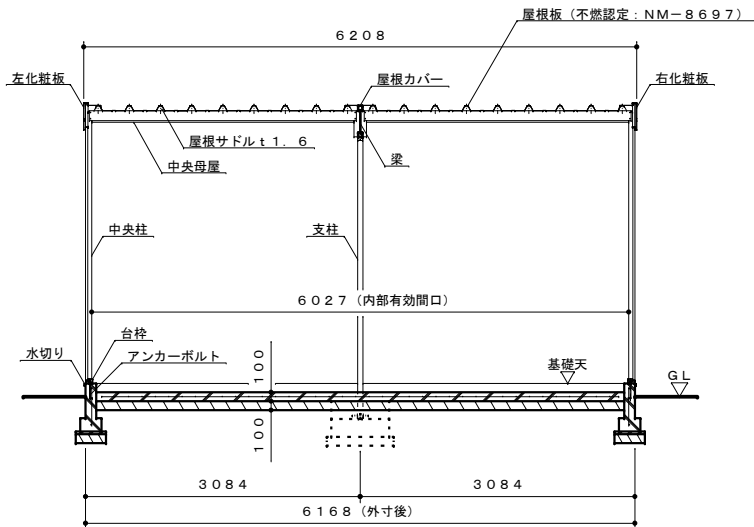 屋根板（不燃認定：ＮＭ－８６９７）
６２０８
左化粧板
屋根カバー
右化粧板
屋根サドルｔ１．６
中央母屋
梁
中央柱
支柱
６０２７（内部有効間口）
台枠
水切り
アンカーボルト
１００
基礎天
ＧＬ
１００
３０８４
３０８４
６１６８（外寸後）